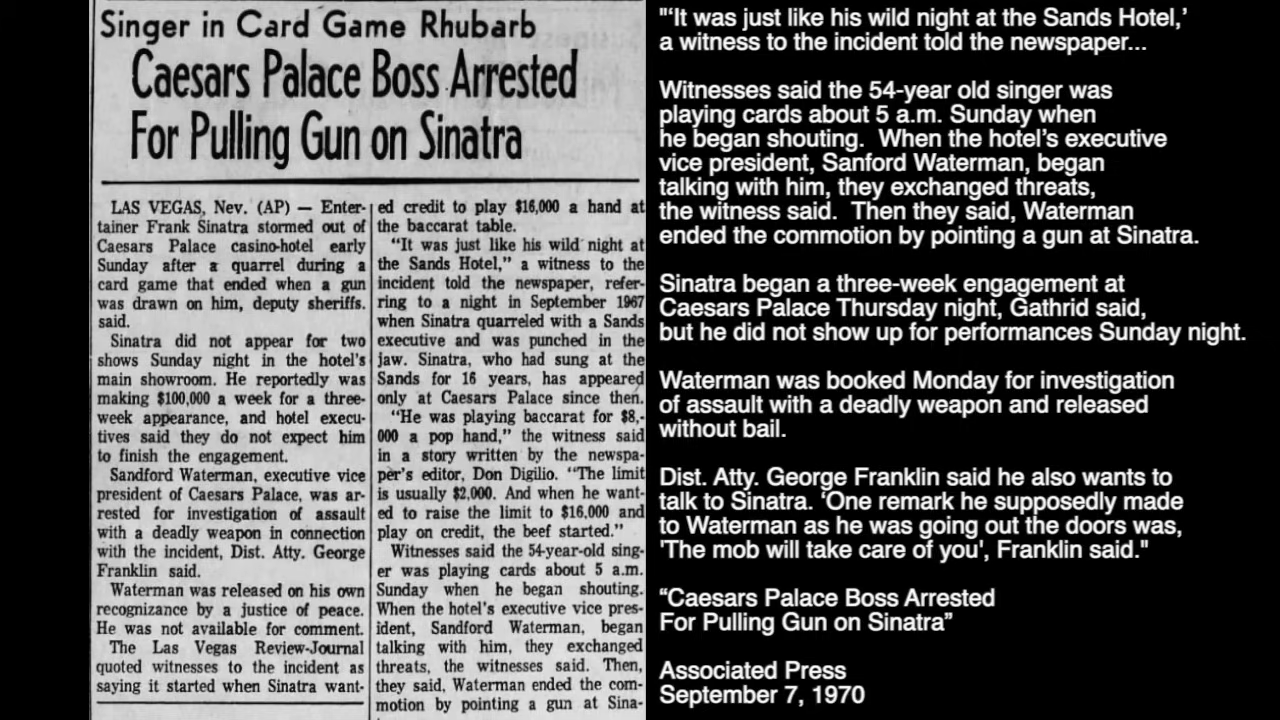 Singer in Card Game Rhubarb
Caesars Palace Boss Arrested
For Pulling Gun on Sinatra
LAS VEGAS, Nev. (AP) — Enter-
tainer Frank Sinatra stormed out of
Caesars Palace casino-hotel early
Sunday after a quarrel during a
card game that ended when a gun
was drawn on him, deputy sheriffs.
said.
Sinatra did not appear for two
shows Sunday night in the hotel's
main showroom. He reportedly was
making $100,000 a week for a three-
week appearance, and hotel execu-
tives said they do not expect him
to finish the engagement.
Sandford Waterman, executive vice
president of Caesars Palace, was ar-
rested for investigation of assault
with a deadly weapon in connection
with the incident, Dist. Atty. George
Franklin said.
Waterman was released on his own
recognizance by a justice of peace.
He was not available for comment.
The Las Vegas Review-Journal
quoted witnesses to the incident as
saying it started when Sinatra want-
ed credit to play $16,000 a hand at
the baccarat table.
"It was just like his wild night at
the Sands Hotel," a witness to the
incident told the newspaper, refer-
ring to a night in September 1967
when Sinatra quarreled with a Sands
executive and was punched in the
jaw. Sinatra, who had sung at the
Sands for 16 years, has appeared
only at Caesars Palace since then.
"He was playing baccarat for $8,-
000 a pop hand," the witness said
in a story written by the newspa-
per's editor, Don Digilio. "The limit
is usually $2,000. And when he want-
ed to raise the limit to $16,000 and
play on credit, the beef started."
Witnesses said the 54-year-old sing-
er was playing cards about 5 a.m.
Sunday when he began shouting.
When the hotel's executive vice pres-
ident, Sandford Waterman, began
talking with him, they exchanged
threats, the witnesses said. Then,
they said, Waterman ended the com-
motion by pointing a gun at Sina-
"'It was just like his wild night at the Sands Hotel,'
a witness to the incident told the newspaper...
Witnesses said the 54-year old singer was
playing cards about 5 a.m. Sunday when
he began shouting. When the hotel's executive
vice president, Sanford Waterman, began
talking with him, they exchanged threats,
the witness said. Then they said, Waterman
ended the commotion by pointing a gun at Sinatra.
Sinatra began a three-week engagement at
Caesars Palace Thursday night, Gathrid said,
but he did not show up for performances Sunday night.
Waterman was booked Monday for investigation
of assault with a deadly weapon and released
without bail.
Dist. Atty. George Franklin said he also wants to
talk to Sinatra. 'One remark he supposedly made
to Waterman as he was going out the doors was,
'The mob will take care of you', Franklin said."
"Caesars Palace Boss Arrested
For Pulling Gun on Sinatra"
Associated Press
September 7, 1970